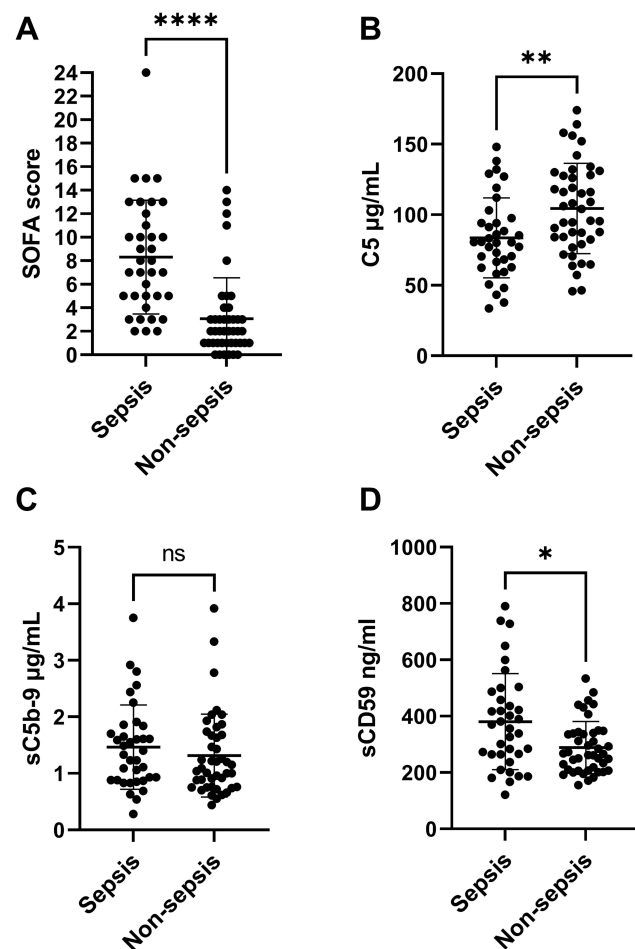 A
****
SOFA score
24
22
20
18
16
14
12
10
8
6
4
2
0
Sepsis
Non-sepsis
B
**
C5 µg/mL
200
150
100
50
0
Sepsis
Non-sepsis
C
ns
sC5b-9 µg/mL
5
4
3
2
1
0
Sepsis
Non-sepsis
D
*
sCD59 ng/ml
1000
800
600
400
200
0
Sepsis
Non-sepsis